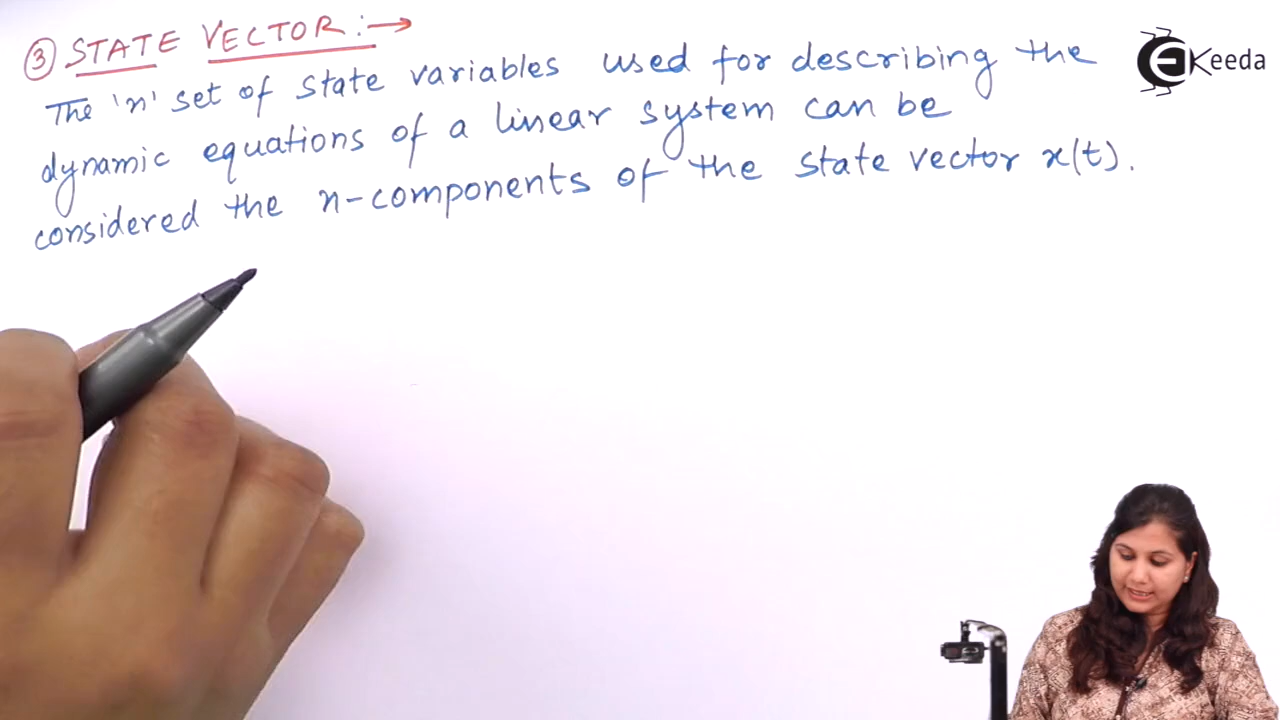 ③ STATE VECTOR:→
The 'n' set of state variables used for describing the
dynamic equations of a linear system can be
considered the n-components of the state vector x(t).
EKeeda